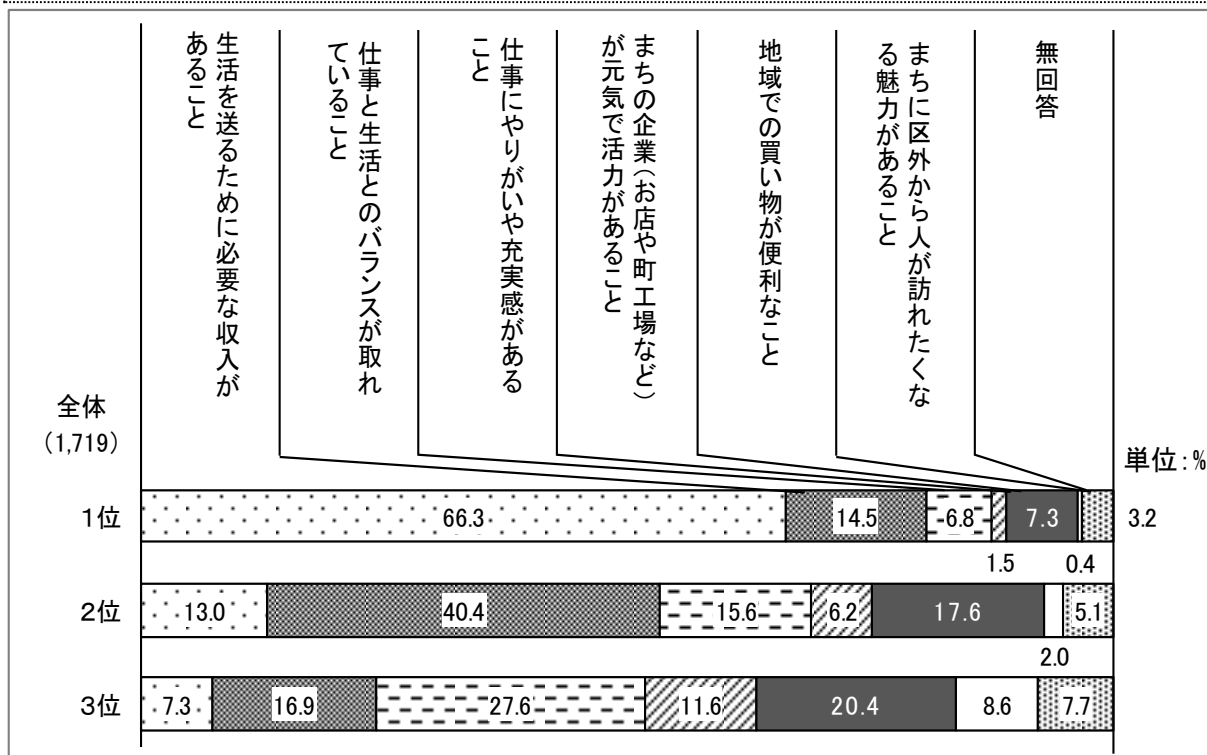 生活を送るために必要な収入が
あること
仕事と生活とのバランスが取れ
ていること
仕事にやりがいや充実感がある
こと
まちの企業(お店や町工場など)
が元気で活力があること
地域での買い物が便利なこと
まちに区外から人が訪れたくな
る魅力があること
無回答
全体
(1,719)
単位:%
1位 66.3 14.5 6.8 7.3 3.2
1.5 0.4
2位 13.0 40.4 15.6 6.2 17.6 5.1
2.0
3位 7.3 16.9 27.6 11.6 20.4 8.6 7.7